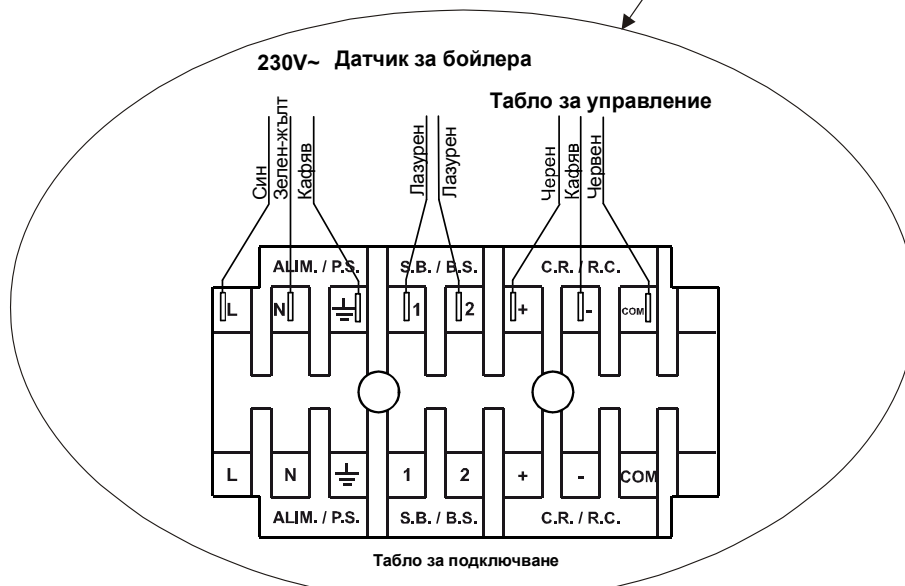 230V~ Датчик за бойлера
Табло за управление
Син
Зелен-жълт
Кафяв
Лазурен
Лазурен
Черен
Кафяв
Червен
ALIM. / P.S. S.B. / B.S. C.R. / R.C.
L N 1 2 + - COM
L N 1 2 + - COM
ALIM. / P.S. S.B. / B.S. C.R. / R.C.
Табло за подключване